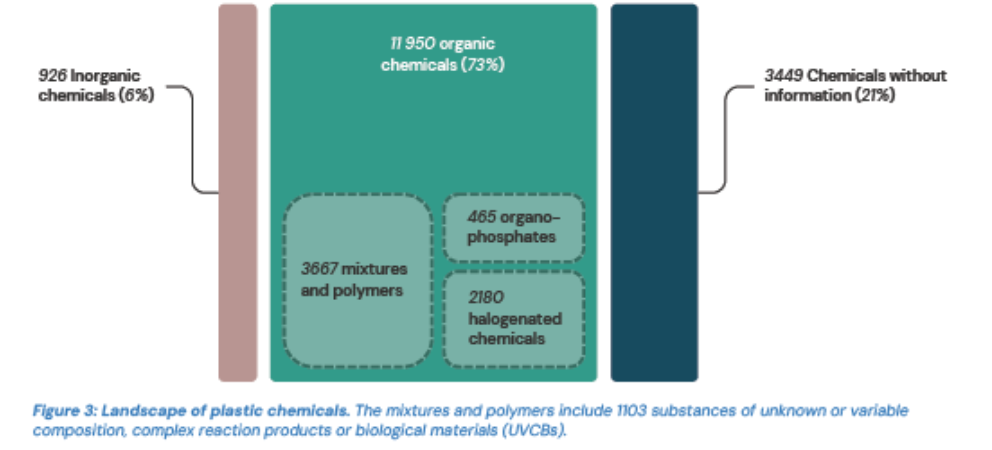 11 950 organic
chemicals (73%)
926 Inorganic
chemicals (6%)
3449 Chemicals without
information (21%)
3667 mixtures
and polymers
465 organo-
phosphates
2180
halogenated
chemicals
Figure 3: Landscape of plastic chemicals. The mixtures and polymers include 1103 substances of unknown or variable
composition, complex reaction products or biological materials (UVCBs).